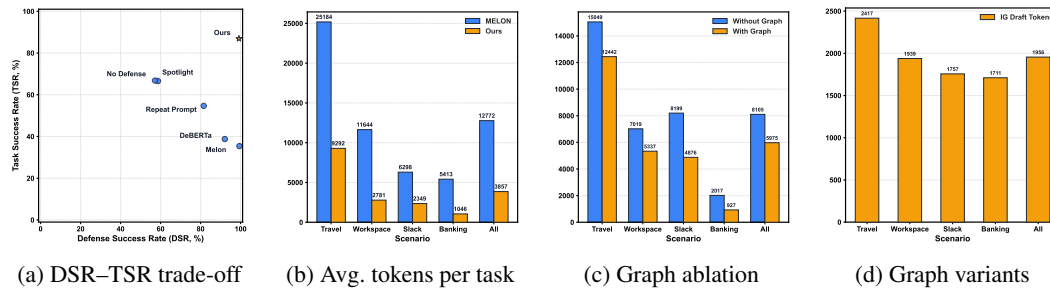 100
80
60
40
20
0
Task Success Rate (TSR, %)
Ours
No Defense
Spotlight
Repeat Prompt
DeBERTa
Melon
0 20 40 60 80 100
Defense Success Rate (DSR, %)
(a) DSR–TSR trade-off
25000
20000
15000
10000
5000
0
MELON
Ours
25184
9292
11644
2781
6298
2349
5413
1046
12772
3857
Travel Workspace Slack Banking All
Scenario
(b) Avg. tokens per task
14000
12000
10000
8000
6000
4000
2000
0
Without Graph
With Graph
15049
12442
7019
5337
8199
4876
2017
927
8105
5975
Travel Workspace Slack Banking All
Scenario
(c) Graph ablation
2500
2000
1500
1000
500
0
IG Draft Tokens
2417
1939
1757
1711
1956
Travel Workspace Slack Banking All
Scenario
(d) Graph variants